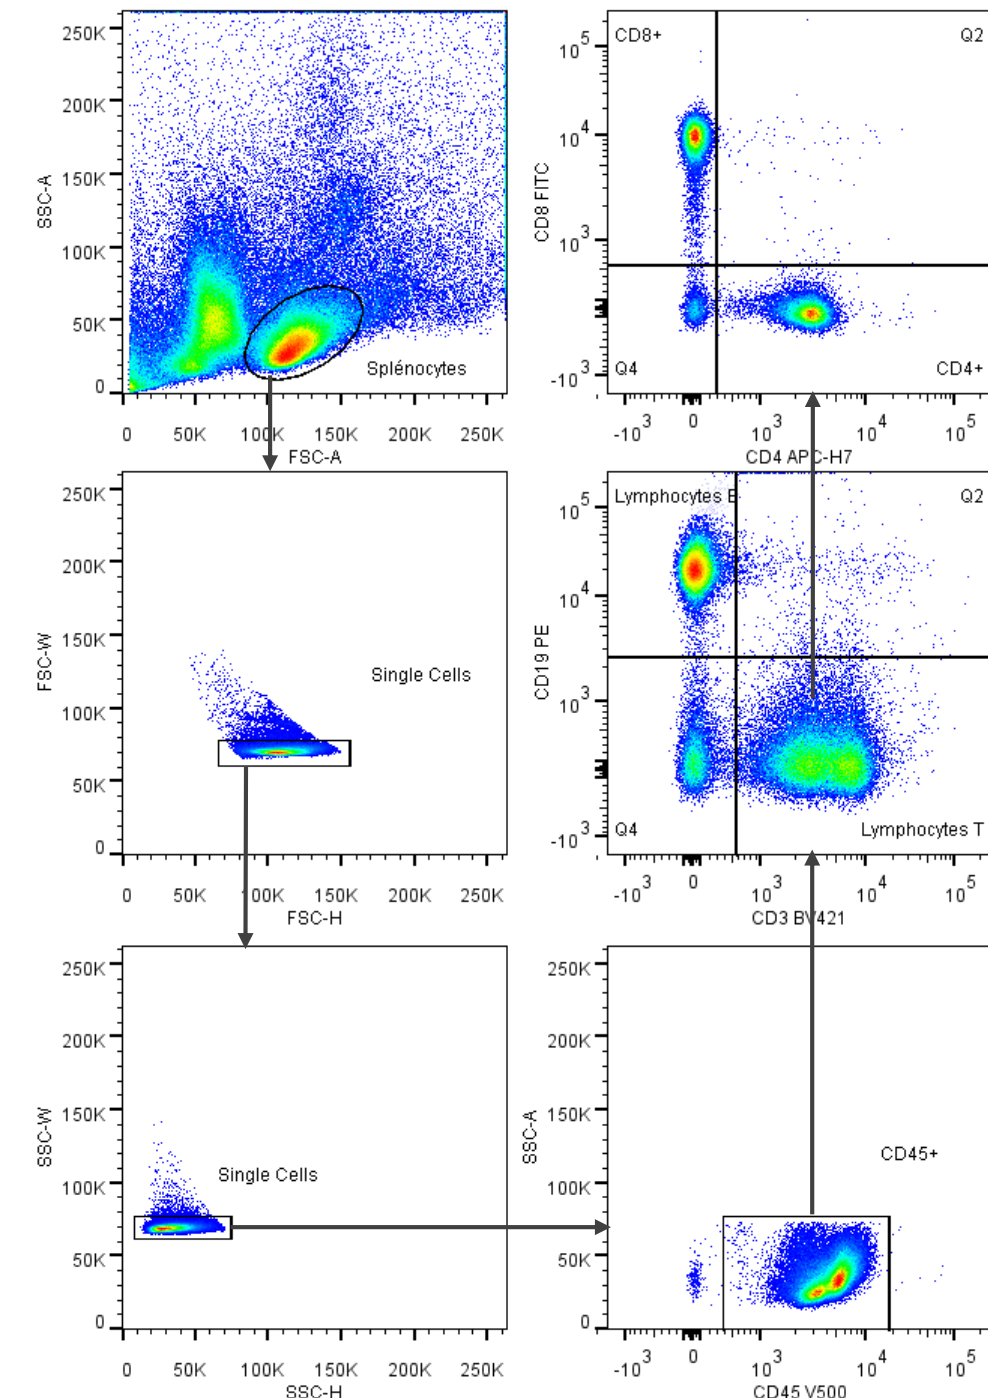 250K
200K
150K
100K
50K
0
SSC-A
Splénocytes
0 50K 100K 150K 200K 250K
FSC-A
CD8+ Q2
10^5
10^4
10^3
-10^3
CD8 FITC
Q4 CD4+
-10^3 0 10^3 10^4 10^5
CD4 APC-H7
250K
200K
150K
100K
50K
0
FSC-W
Single Cells
0 50K 100K 150K 200K 250K
FSC-H
Lymphocytes B Q2
10^5
10^4
10^3
-10^3
CD19 PE
Q4 Lymphocytes T
-10^3 0 10^3 10^4 10^5
CD3 BV421
250K
200K
150K
100K
50K
0
SSC-W
Single Cells
0 50K 100K 150K 200K 250K
SSC-H
250K
200K
150K
100K
50K
0
SSC-A
CD45+
-10^3 0 10^3 10^4 10^5
CD45 V500